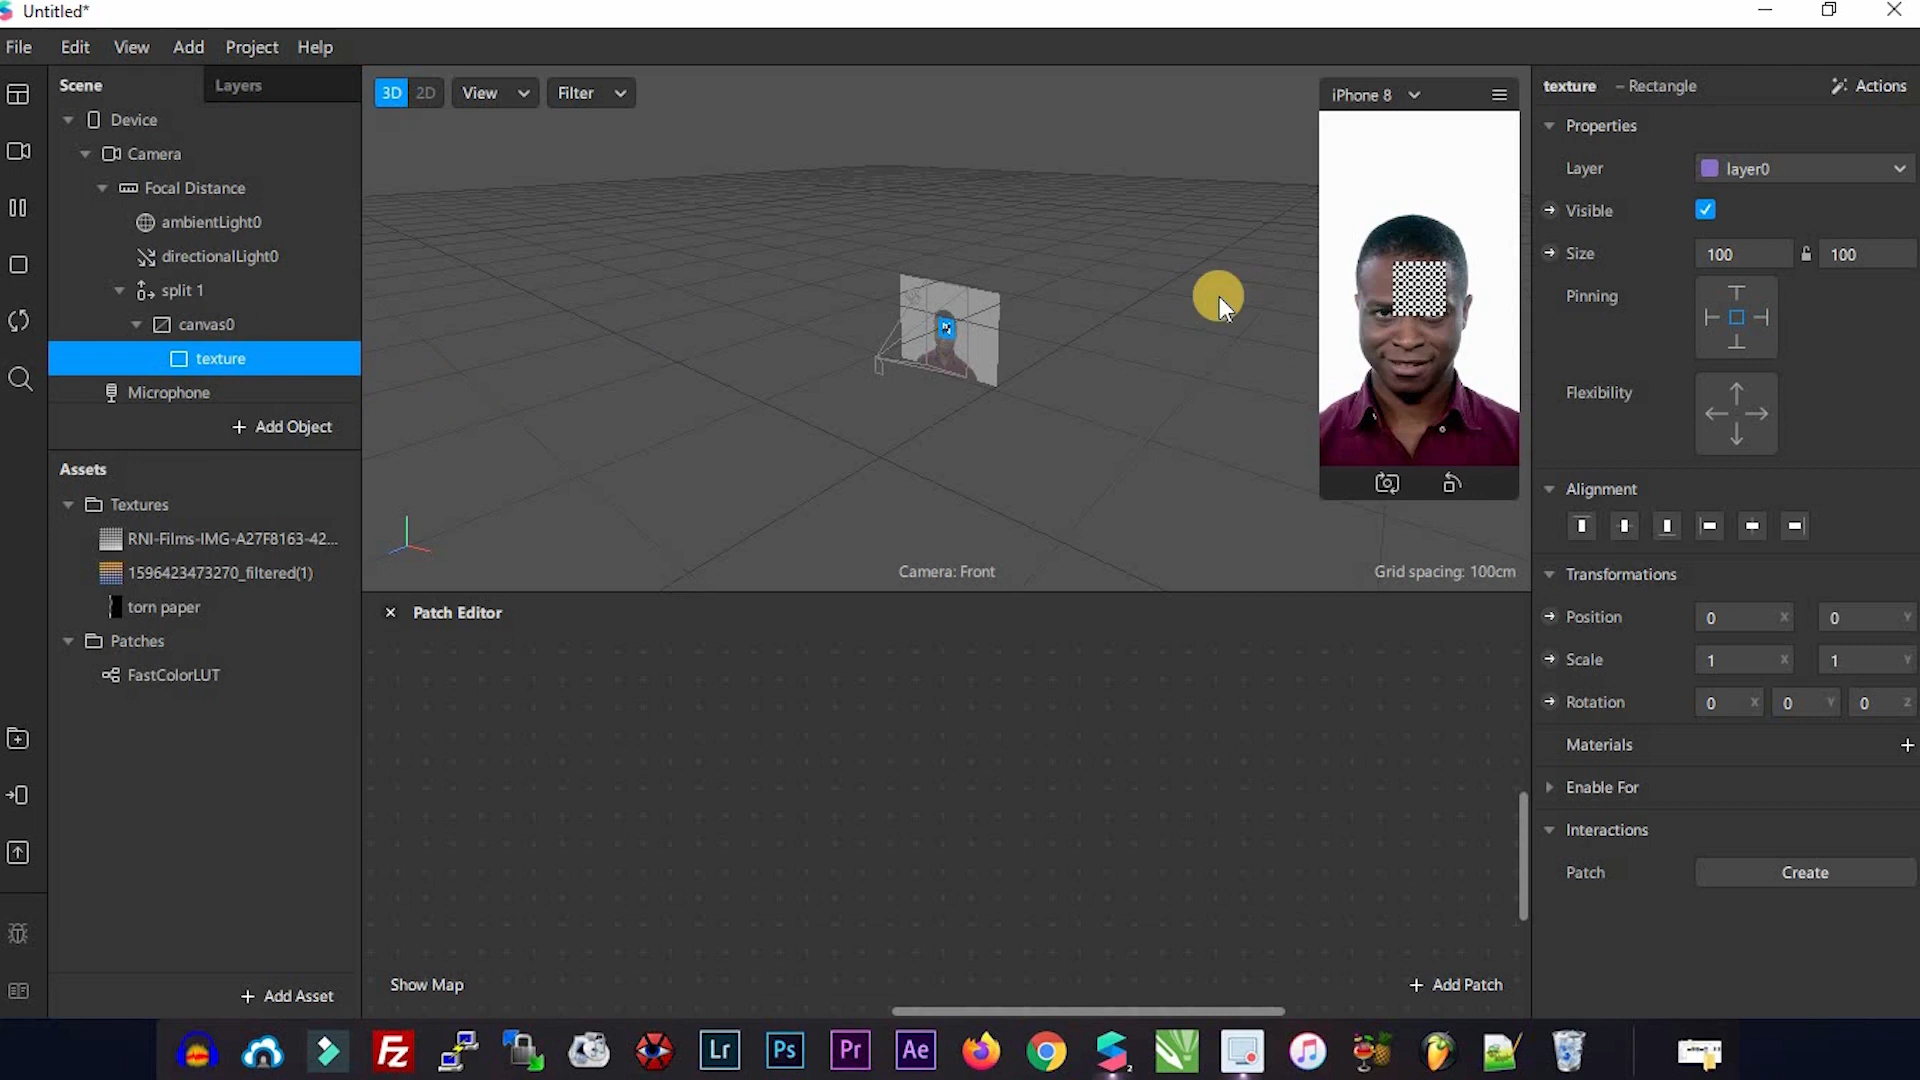 Untitled*
File Edit View Add Project Help
Scene Layers
Device
Camera
Focal Distance
ambientLight0
directionalLight0
split 1
canvas0
texture
Microphone
+ Add Object
Assets
Textures
RNI-Films-IMG-A27F8163-42...
1596423473270_filtered(1)
torn paper
Patches
FastColorLUT
+ Add Asset
3D 2D View Filter
iPhone 8
Camera: Front
Grid spacing: 100cm
Patch Editor
Show Map
+ Add Patch
texture – Rectangle Actions
Properties
Layer layer0
Visible
Size 100 100
Pinning
Flexibility
Alignment
Transformations
Position 0 X 0 Y
Scale 1 X 1 Y
Rotation 0 X 0 Y 0 Z
Materials +
Enable For
Interactions
Patch Create
Fz Lr Ps Pr Ae 2